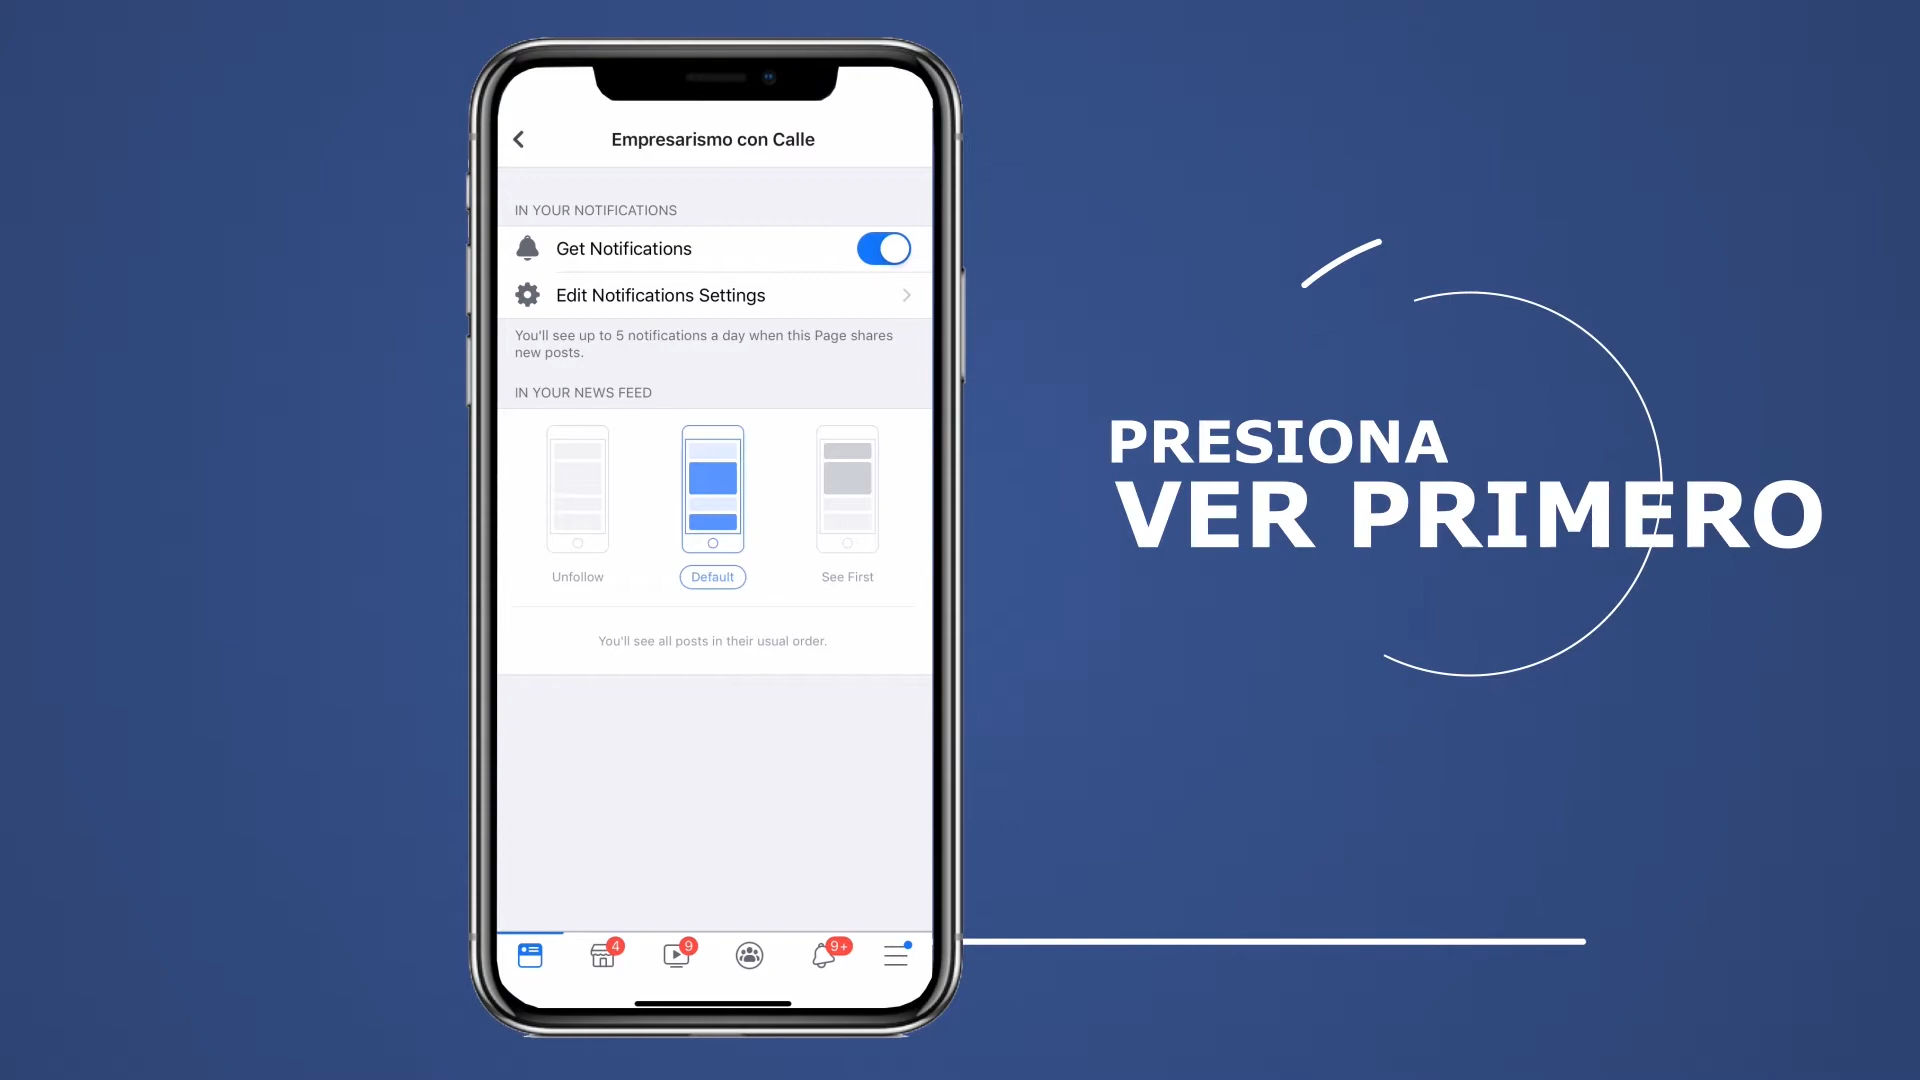 Empresarismo con Calle
IN YOUR NOTIFICATIONS
Get Notifications
Edit Notifications Settings
You'll see up to 5 notifications a day when this Page shares
new posts.
IN YOUR NEWS FEED
Unfollow
Default
See First
You'll see all posts in their usual order.
4
9
9+
PRESIONA
VER PRIMERO